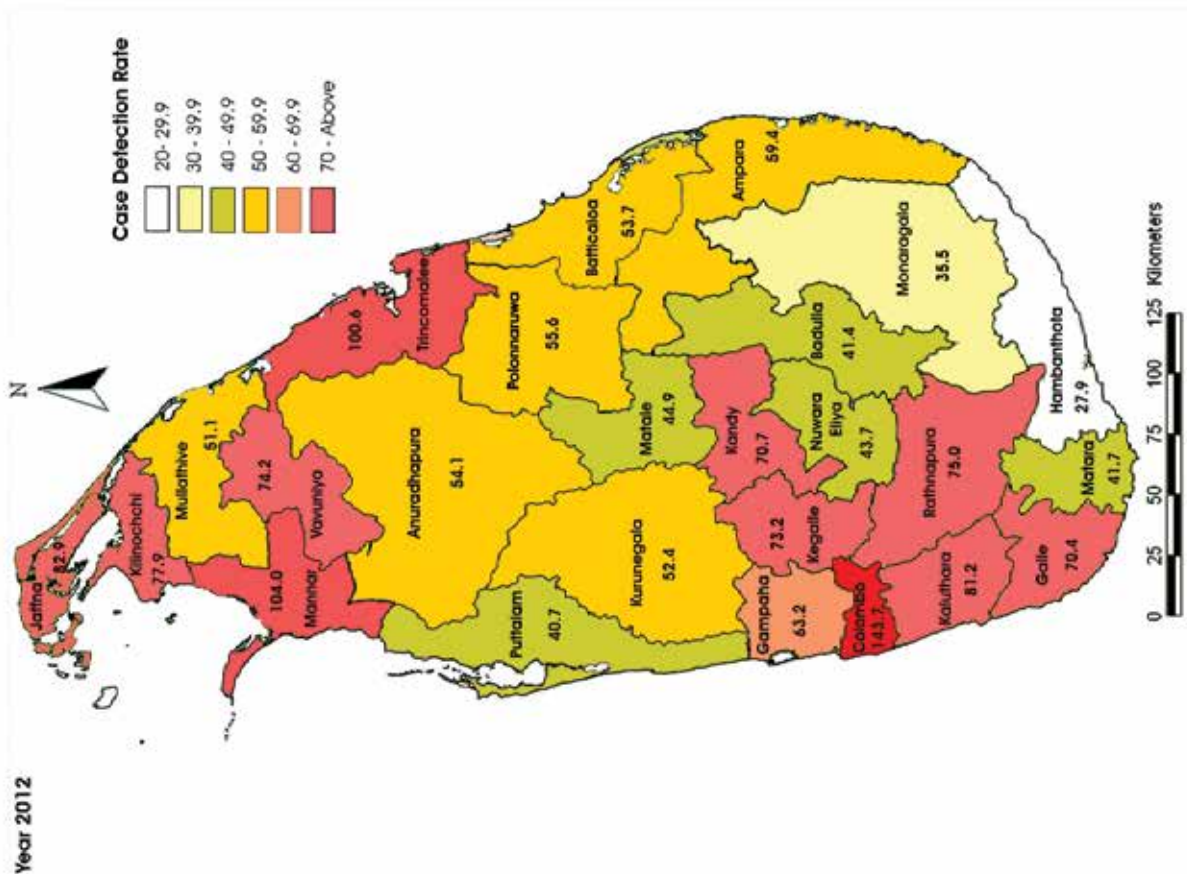 Year 2012
N
Case Detection Rate
20- 29.9
30 - 39.9
40 - 49.9
50 - 59.9
60 - 69.9
70 - Above
Jaffna
82.9
Kilinochchi
77.9
Mullathive
51.1
Mannar
104.0
Vavuniya
74.2
Trincomalee
100.6
Anuradhapura
54.1
Polonnaruwa
55.6
Batticaloa
53.7
Puttalam
40.7
Kurunegala
52.4
Matale
44.9
Ampara
59.4
Kandy
70.7
Kegalle
73.2
Gampaha
63.2
Nuwara
Eliya
43.7
Badulla
41.4
Monaragala
35.5
Colombo
143.7
Rathnapura
75.0
Kaluthara
81.2
Galle
70.4
Matara
41.7
Hambanthota
27.9
0
25
50
75
100
125
Kilometers